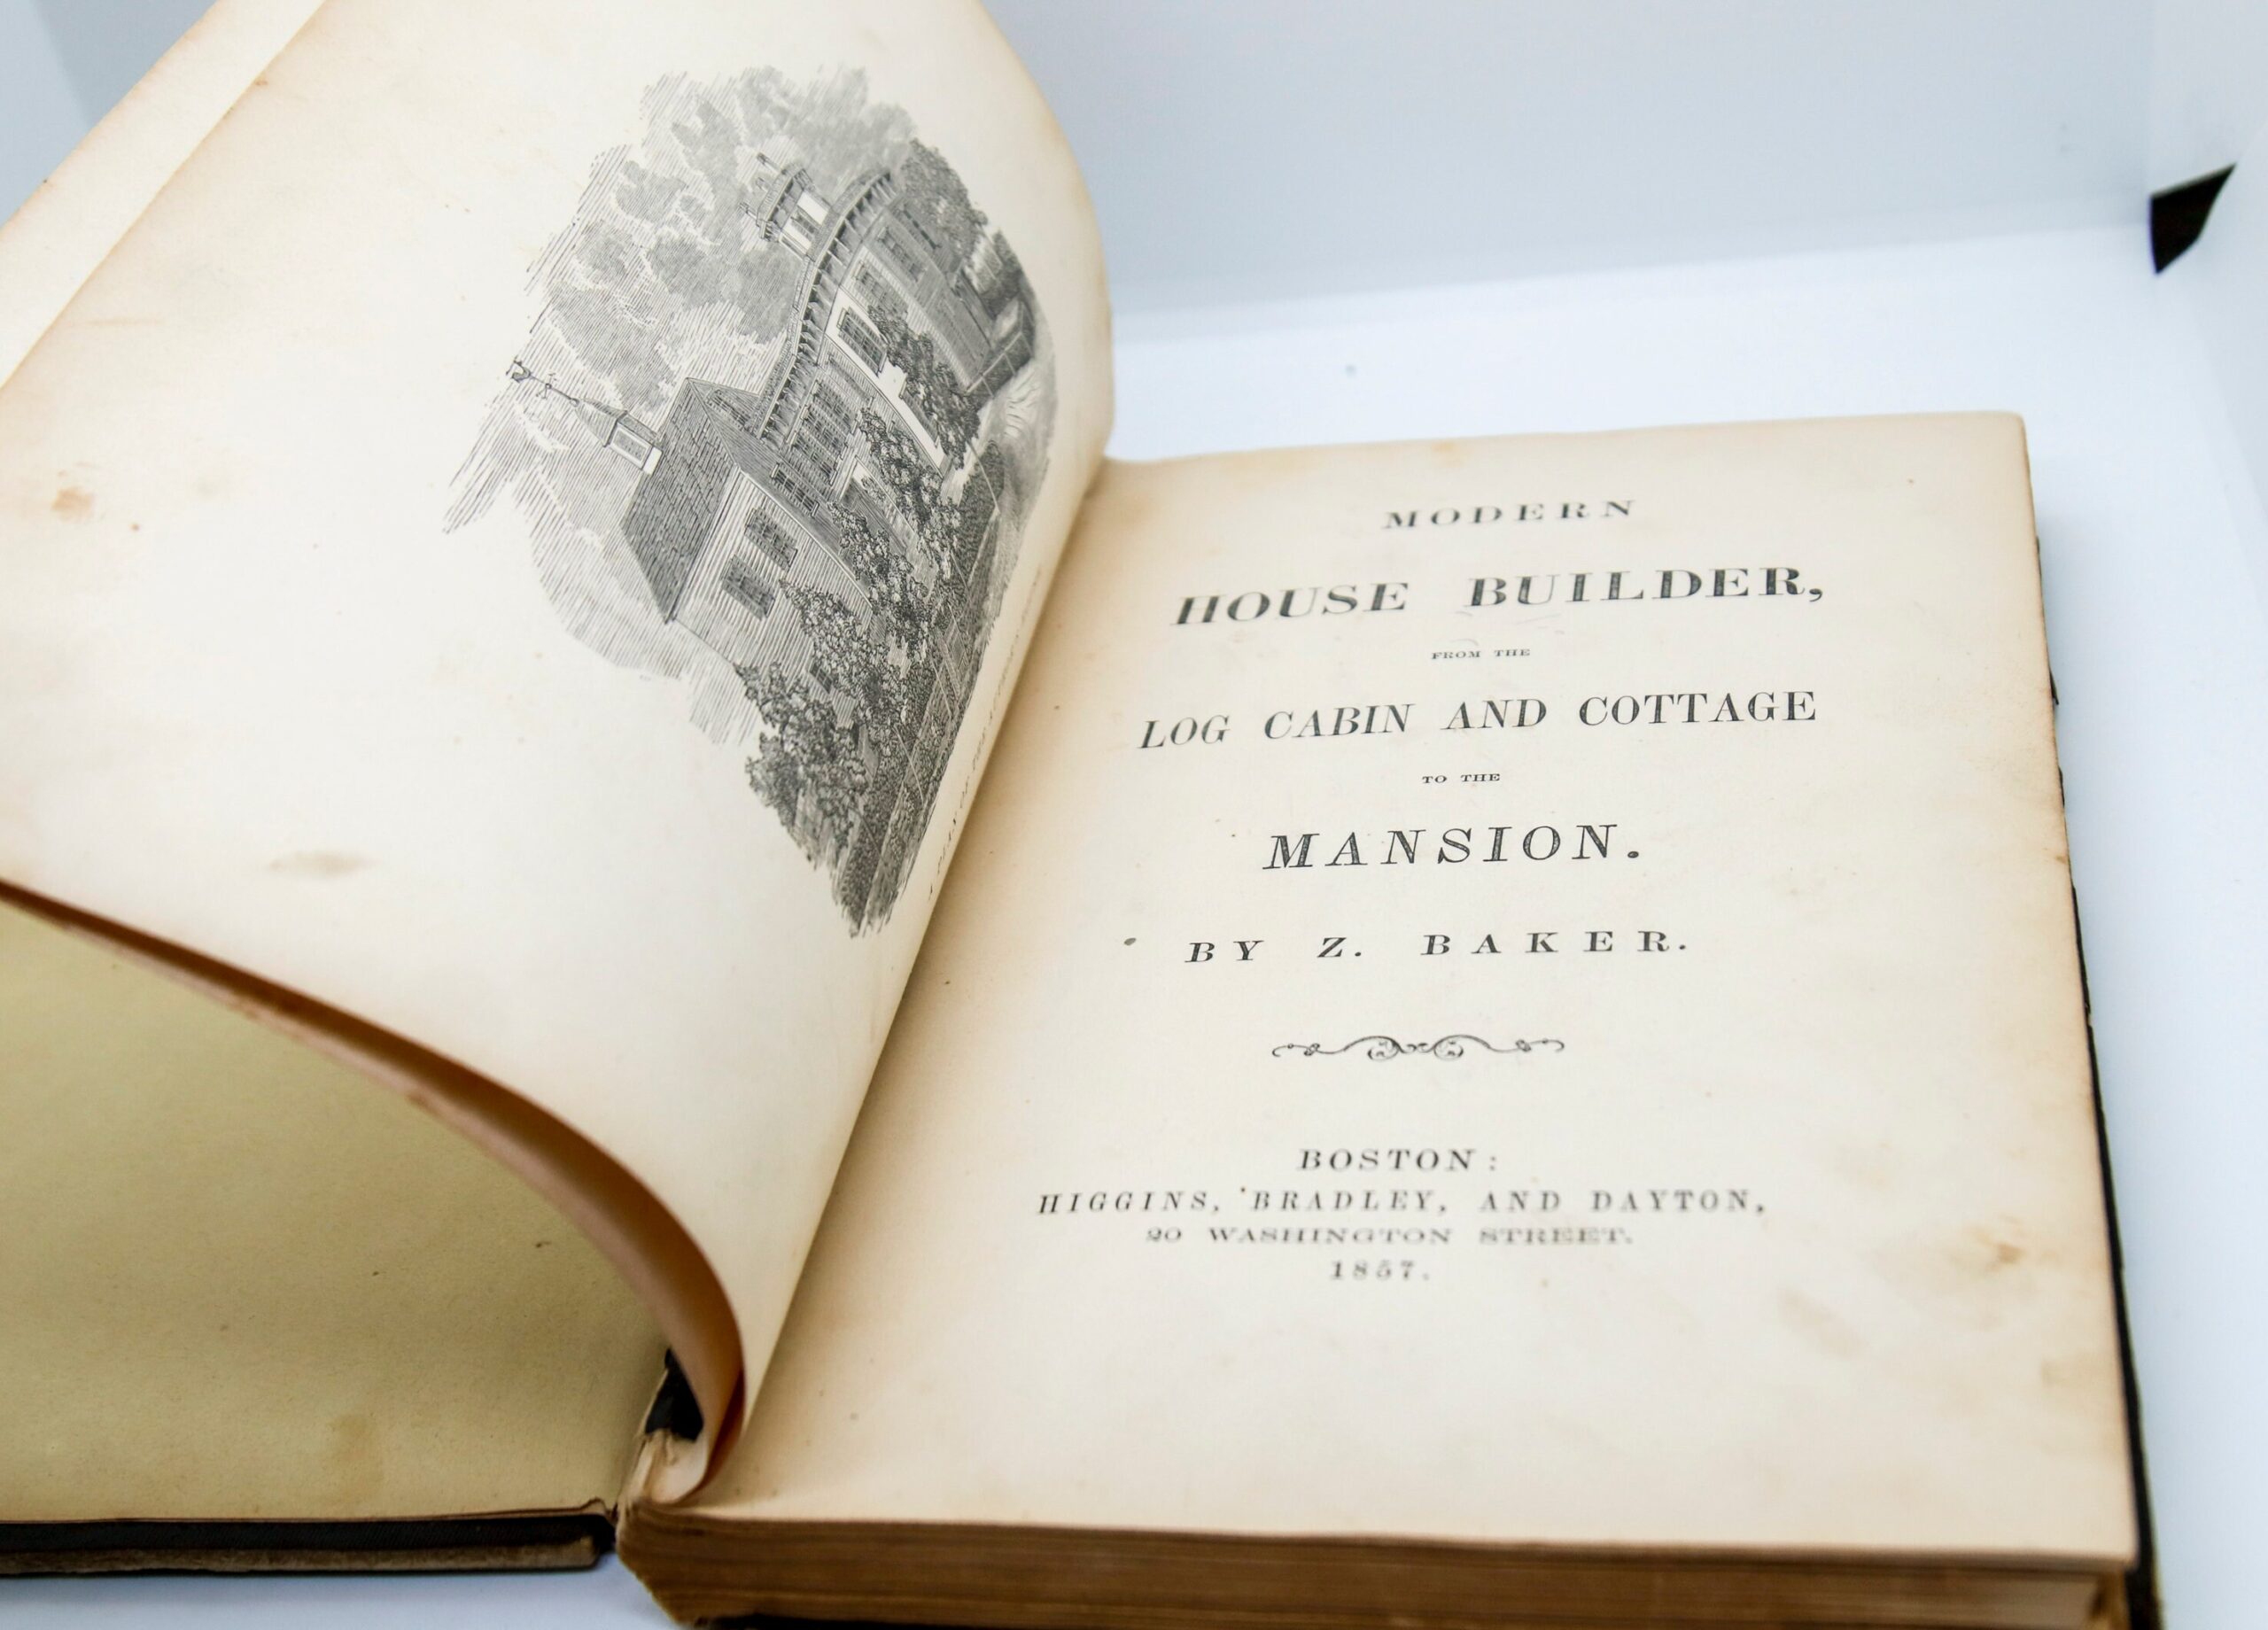 MODERN
HOUSE BUILDER,
FROM THE
LOG CABIN AND COTTAGE
TO THE
MANSION.
BY Z. BAKER.
BOSTON:
HIGGINS, BRADLEY, AND DAYTON,
20 WASHINGTON STREET.
1857.